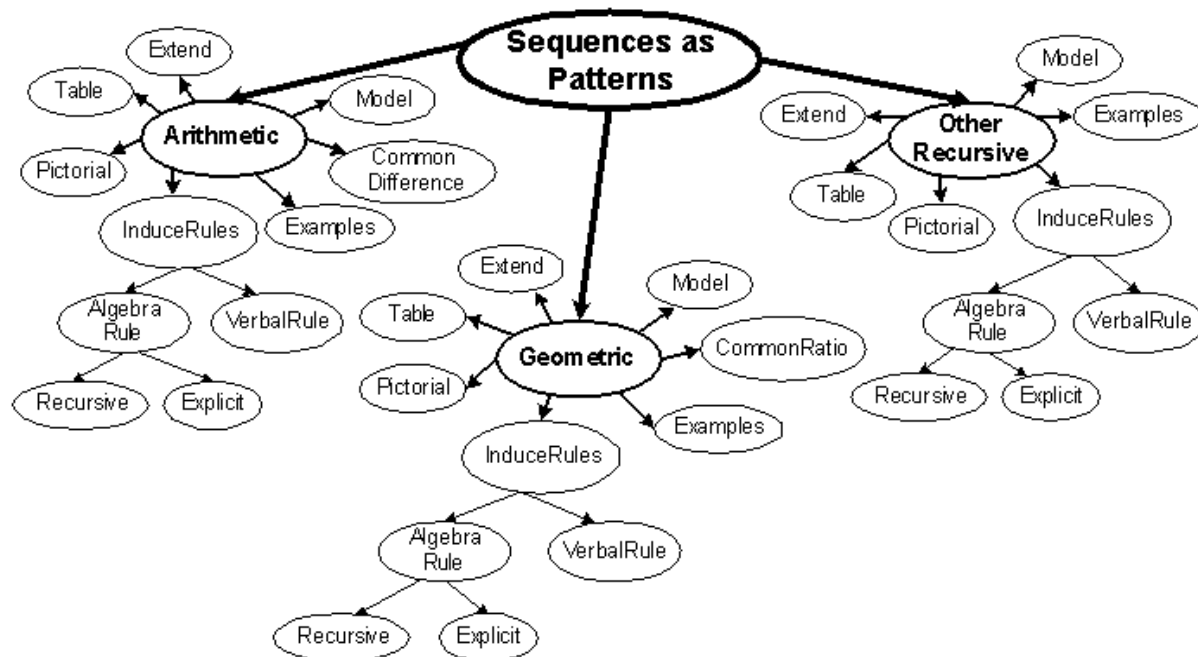 Sequences as
Patterns
Extend
Table
Model
Arithmetic
Pictorial
Common
Difference
InduceRules
Examples
Algebra
Rule
VerbalRule
Recursive
Explicit
Extend
Model
Table
CommonRatio
Geometric
Pictorial
Examples
InduceRules
Algebra
Rule
VerbalRule
Recursive
Explicit
Model
Extend
Examples
Other
Recursive
Table
Pictorial
InduceRules
Algebra
Rule
VerbalRule
Recursive
Explicit